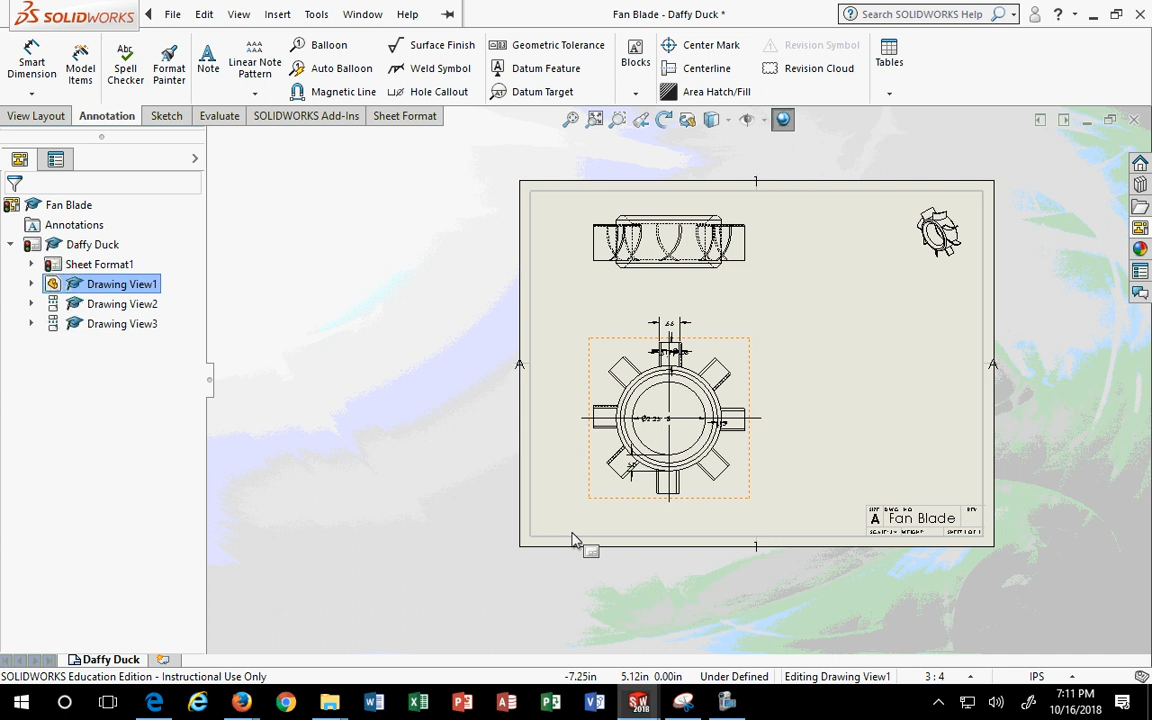 SOLIDWORKS File Edit View Insert Tools Window Help Fan Blade - Daffy Duck * Search SOLIDWORKS Help
Smart Dimension
Model Items
Spell Checker
Format Painter
Note
Linear Note Pattern
Balloon
Auto Balloon
Magnetic Line
Surface Finish
Weld Symbol
Hole Callout
Geometric Tolerance
Datum Feature
Datum Target
Blocks
Center Mark
Centerline
Area Hatch/Fill
Revision Symbol
Revision Cloud
Tables
View Layout Annotation Sketch Evaluate SOLIDWORKS Add-Ins Sheet Format
Fan Blade
Annotations
Daffy Duck
Sheet Format1
Drawing View1
Drawing View2
Drawing View3
A A
A Fan Blade
Daffy Duck
SOLIDWORKS Education Edition - Instructional Use Only -7.25in 5.12in 0.00in Under Defined Editing Drawing View1 3 : 4 IPS
7:11 PM
10/16/2018